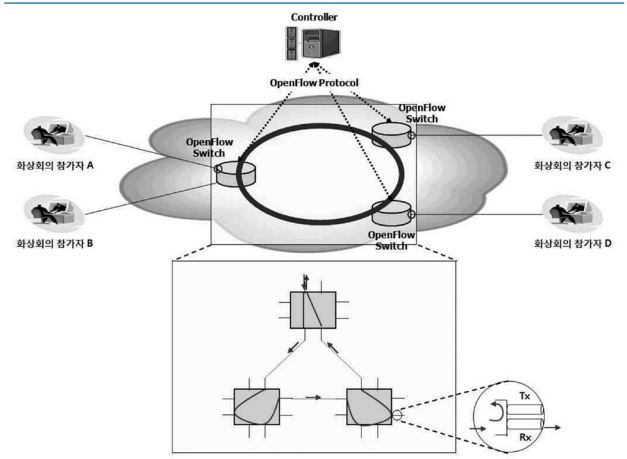 Controller
OpenFlow Protocol
OpenFlow
Switch
OpenFlow
Switch
화상회의 참가자 A
화상회의 참가자 C
화상회의 참가자 B
OpenFlow
Switch
화상회의 참가자 D
Tx
Rx